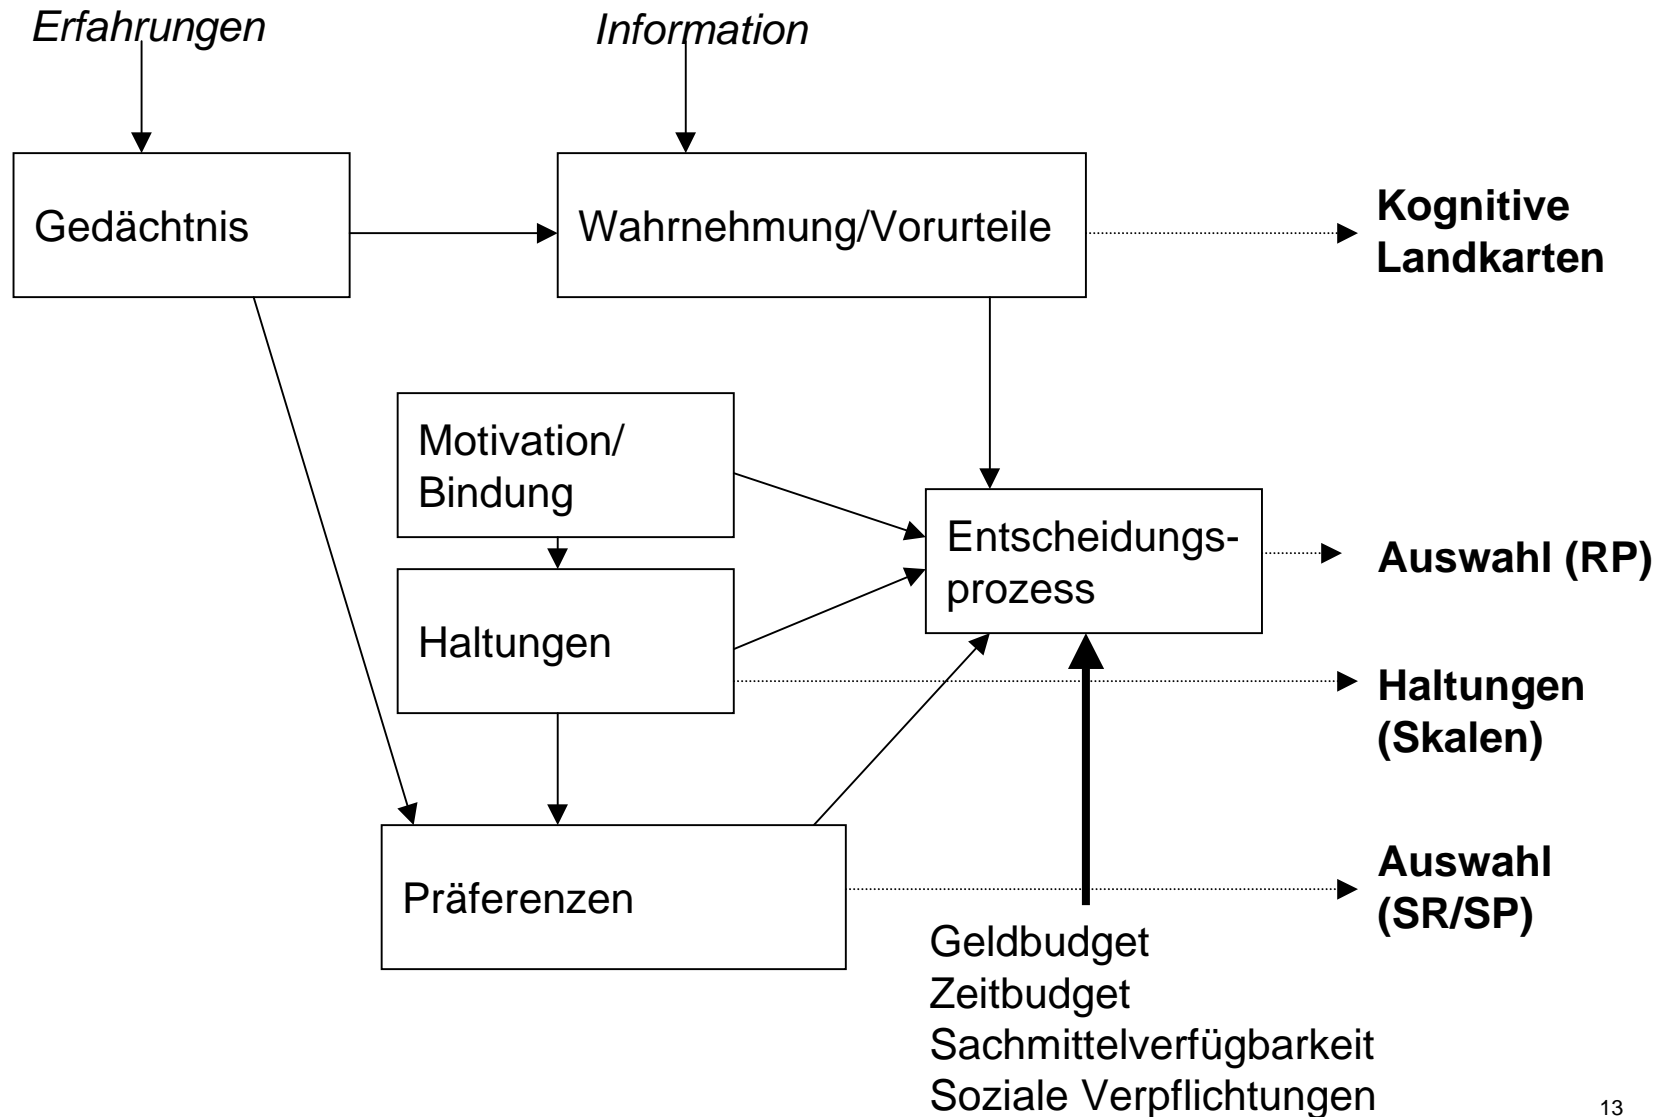 Erfahrungen
Information
Gedächtnis
Wahrnehmung/Vorurteile
Kognitive
Landkarten
Motivation/
Bindung
Entscheidungs-
prozess
Auswahl (RP)
Haltungen
Haltungen
(Skalen)
Präferenzen
Auswahl
(SR/SP)
Geldbudget
Zeitbudget
Sachmittelverfügbarkeit
Soziale Verpflichtungen
13